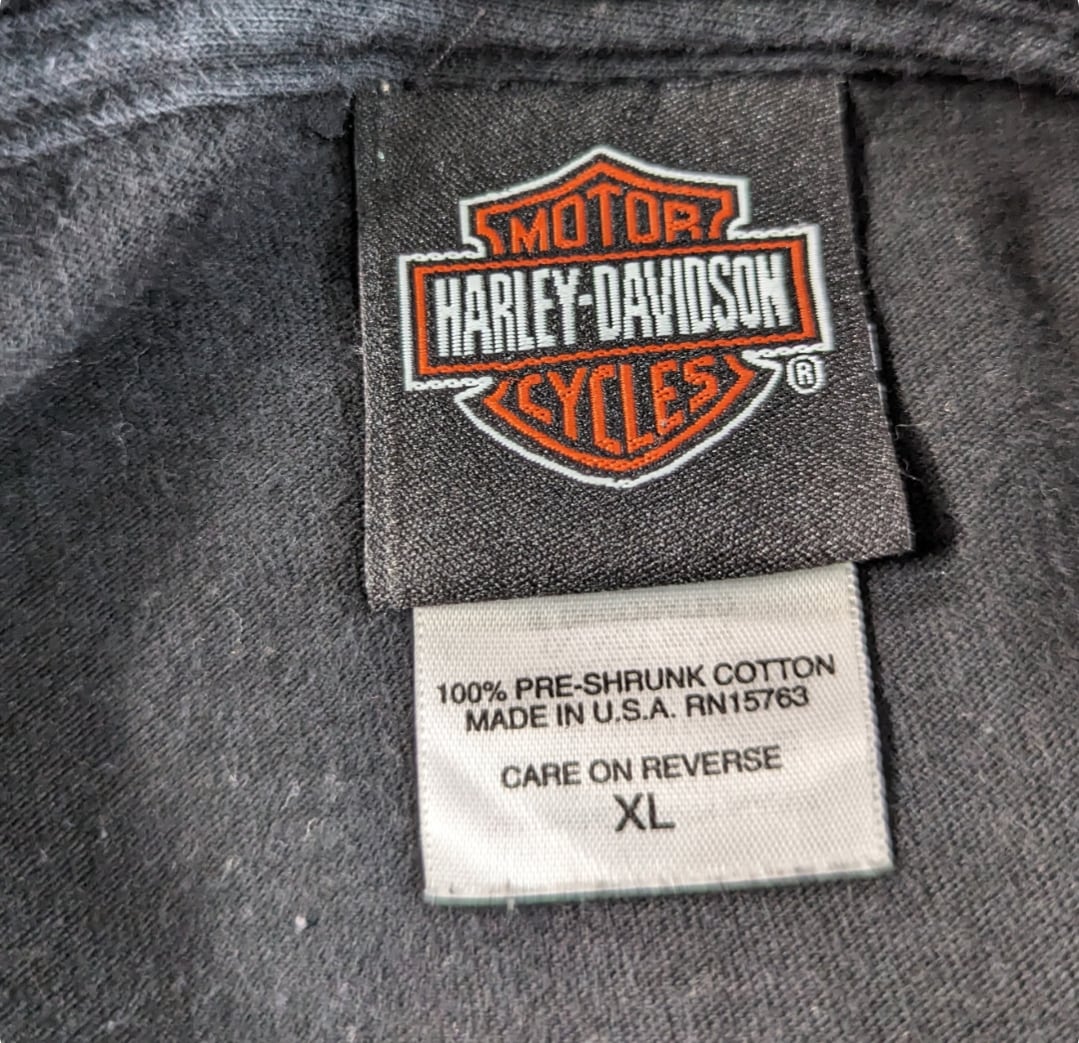 MOTOR
HARLEY-DAVIDSON
CYCLES
®
100% PRE-SHRUNK COTTON
MADE IN U.S.A. RN15763
CARE ON REVERSE
XL